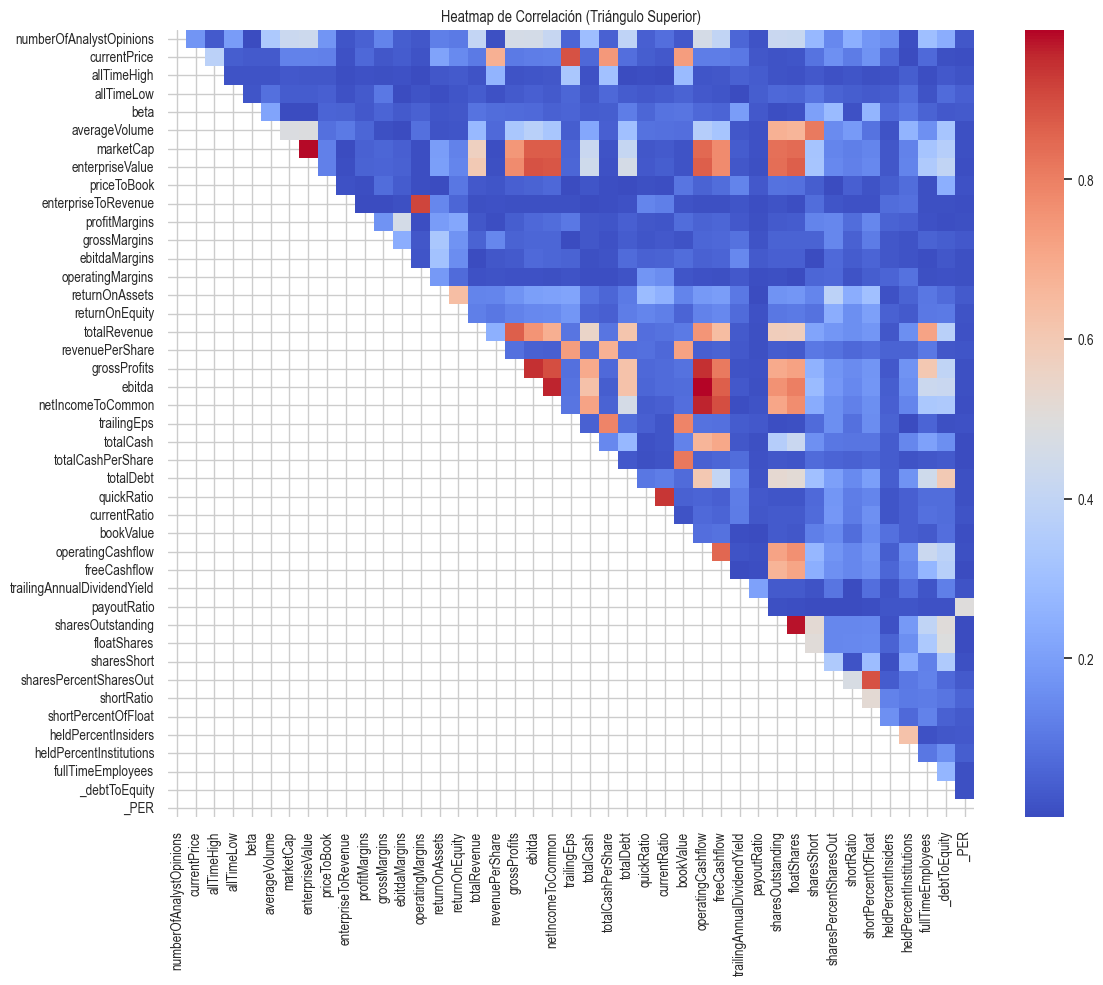 Heatmap de Correlación (Triángulo Superior)
numberOfAnalystOpinions
currentPrice
allTimeHigh
allTimeLow
beta
averageVolume
marketCap
enterpriseValue
priceToBook
enterpriseToRevenue
profitMargins
grossMargins
ebitdaMargins
operatingMargins
returnOnAssets
returnOnEquity
totalRevenue
revenuePerShare
grossProfits
ebitda
netIncomeToCommon
trailingEps
totalCash
totalCashPerShare
totalDebt
quickRatio
currentRatio
bookValue
operatingCashflow
freeCashflow
trailingAnnualDividendYield
payoutRatio
sharesOutstanding
floatShares
sharesShort
sharesPercentSharesOut
shortRatio
shortPercentOfFloat
heldPercentInsiders
heldPercentInstitutions
fullTimeEmployees
_debtToEquity
_PER
numberOfAnalystOpinions
currentPrice
allTimeHigh
allTimeLow
beta
averageVolume
marketCap
enterpriseValue
priceToBook
enterpriseToRevenue
profitMargins
grossMargins
ebitdaMargins
operatingMargins
returnOnAssets
returnOnEquity
totalRevenue
revenuePerShare
grossProfits
ebitda
netIncomeToCommon
trailingEps
totalCash
totalCashPerShare
totalDebt
quickRatio
currentRatio
bookValue
operatingCashflow
freeCashflow
trailingAnnualDividendYield
payoutRatio
sharesOutstanding
floatShares
sharesShort
sharesPercentSharesOut
shortRatio
shortPercentOfFloat
heldPercentInsiders
heldPercentInstitutions
fullTimeEmployees
_debtToEquity
_PER
0.8
0.6
0.4
0.2